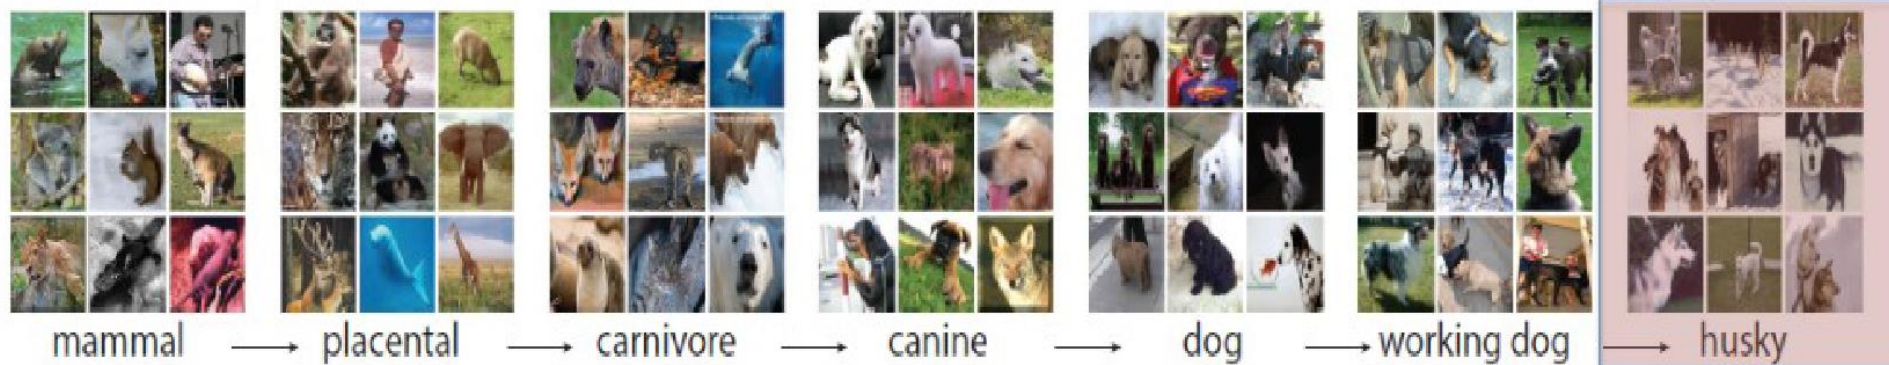 mammal → placental → carnivore → canine → dog → working dog → husky